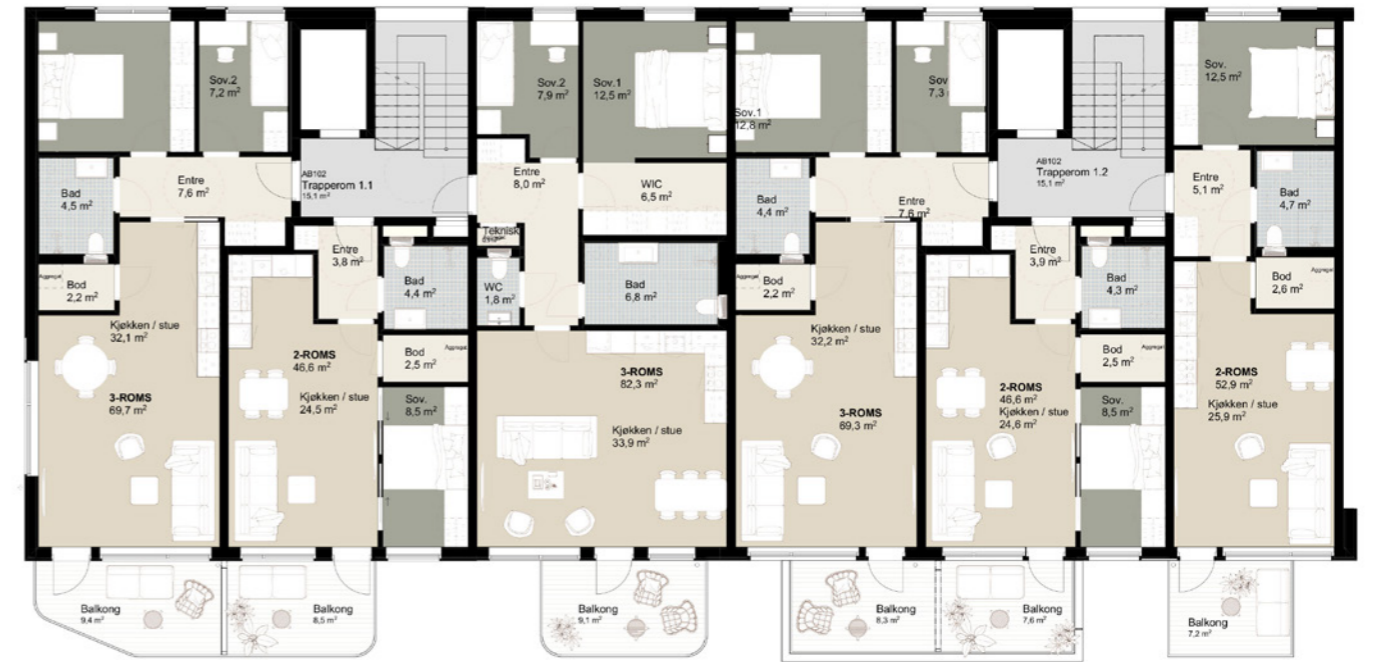 Sov.2
7,2 m²
Sov.2
7,9 m²
Sov.1
12,5 m²
Sov.1
12,8 m²
Sov
7,3
Sov.
12,5 m²
Bad
4,5 m²
Entre
7,6 m²
AB102
Trapperom 1.1
15,1 m²
Entre
8,0 m²
WIC
6,5 m²
Bad
4,4 m²
Entre
7,6 m²
AB102
Trapperom 1.2
15,1 m²
Entre
5,1 m²
Bad
4,7 m²
Teknisk
Aggregat
Bod
2,2 m²
Entre
3,8 m²
Bad
4,4 m²
WC
1,8 m²
Bad
6,8 m²
Aggregat
Bod
2,2 m²
Entre
3,9 m²
Bad
4,3 m²
Bod
2,6 m²
Aggregat
Kjøkken / stue
32,1 m²
3-ROMS
69,7 m²
2-ROMS
46,6 m²
Kjøkken / stue
24,5 m²
Bod
2,5 m²
Aggregat
Sov.
8,5 m²
3-ROMS
82,3 m²
Kjøkken / stue
33,9 m²
Kjøkken / stue
32,2 m²
3-ROMS
69,3 m²
2-ROMS
46,6 m²
Kjøkken / stue
24,6 m²
Bod
2,5 m²
Aggregat
Sov.
8,5 m²
2-ROMS
52,9 m²
Kjøkken / stue
25,9 m²
Balkong
9,4 m²
Balkong
8,5 m²
Balkong
9,1 m²
Balkong
8,3 m²
Balkong
7,6 m²
Balkong
7,2 m²